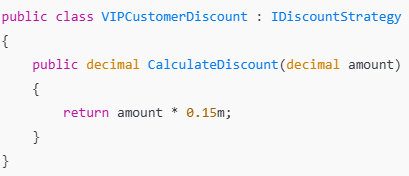 public class VIPCustomerDiscount : IDiscountStrategy
{
    public decimal CalculateDiscount(decimal amount)
    {
        return amount * 0.15m;
    }
}